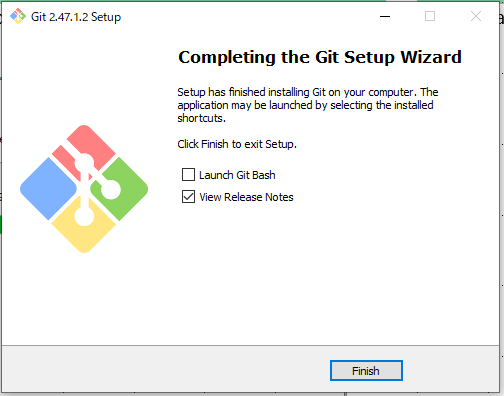 Git 2.47.1.2 Setup
Completing the Git Setup Wizard
Setup has finished installing Git on your computer. The
application may be launched by selecting the installed
shortcuts.
Click Finish to exit Setup.
Launch Git Bash
View Release Notes
Finish